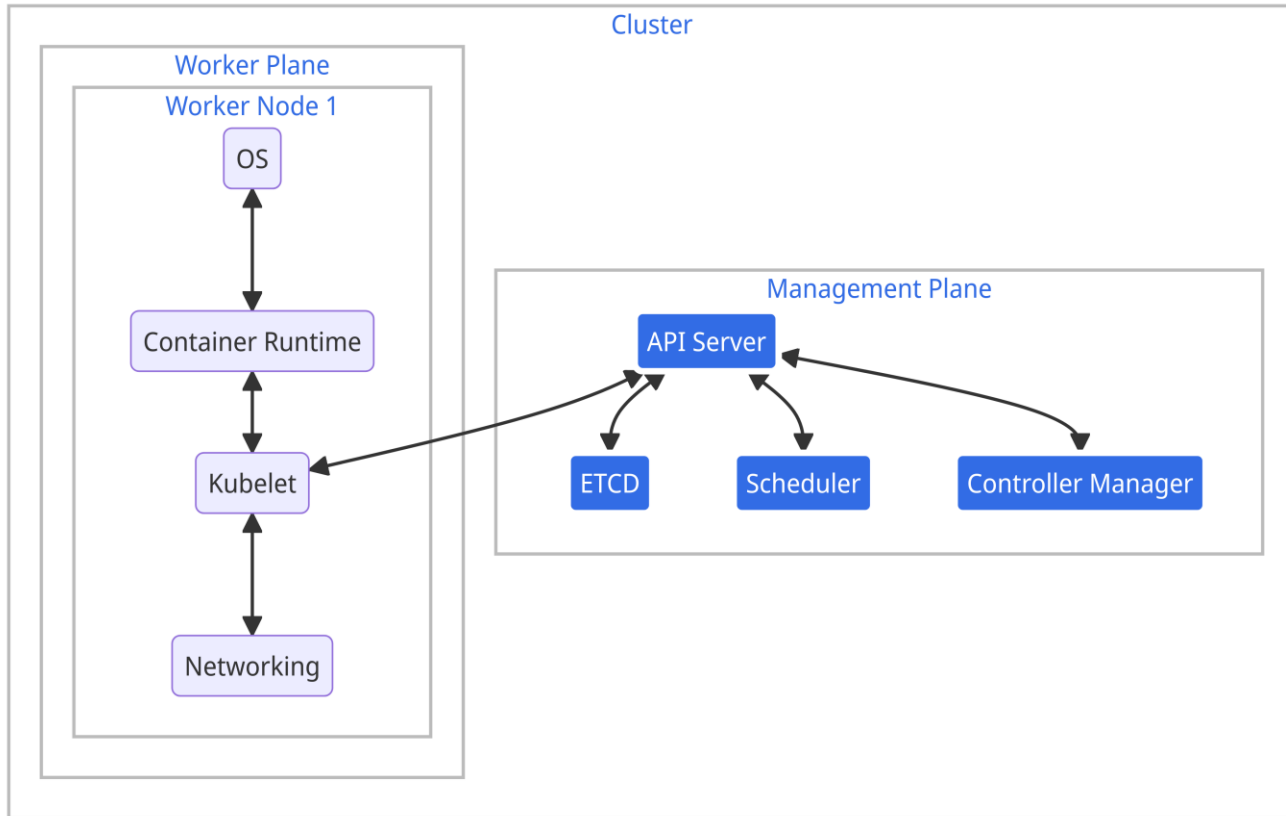 Cluster
Worker Plane
Worker Node 1
OS
Container Runtime
Kubelet
Networking
Management Plane
API Server
ETCD
Scheduler
Controller Manager